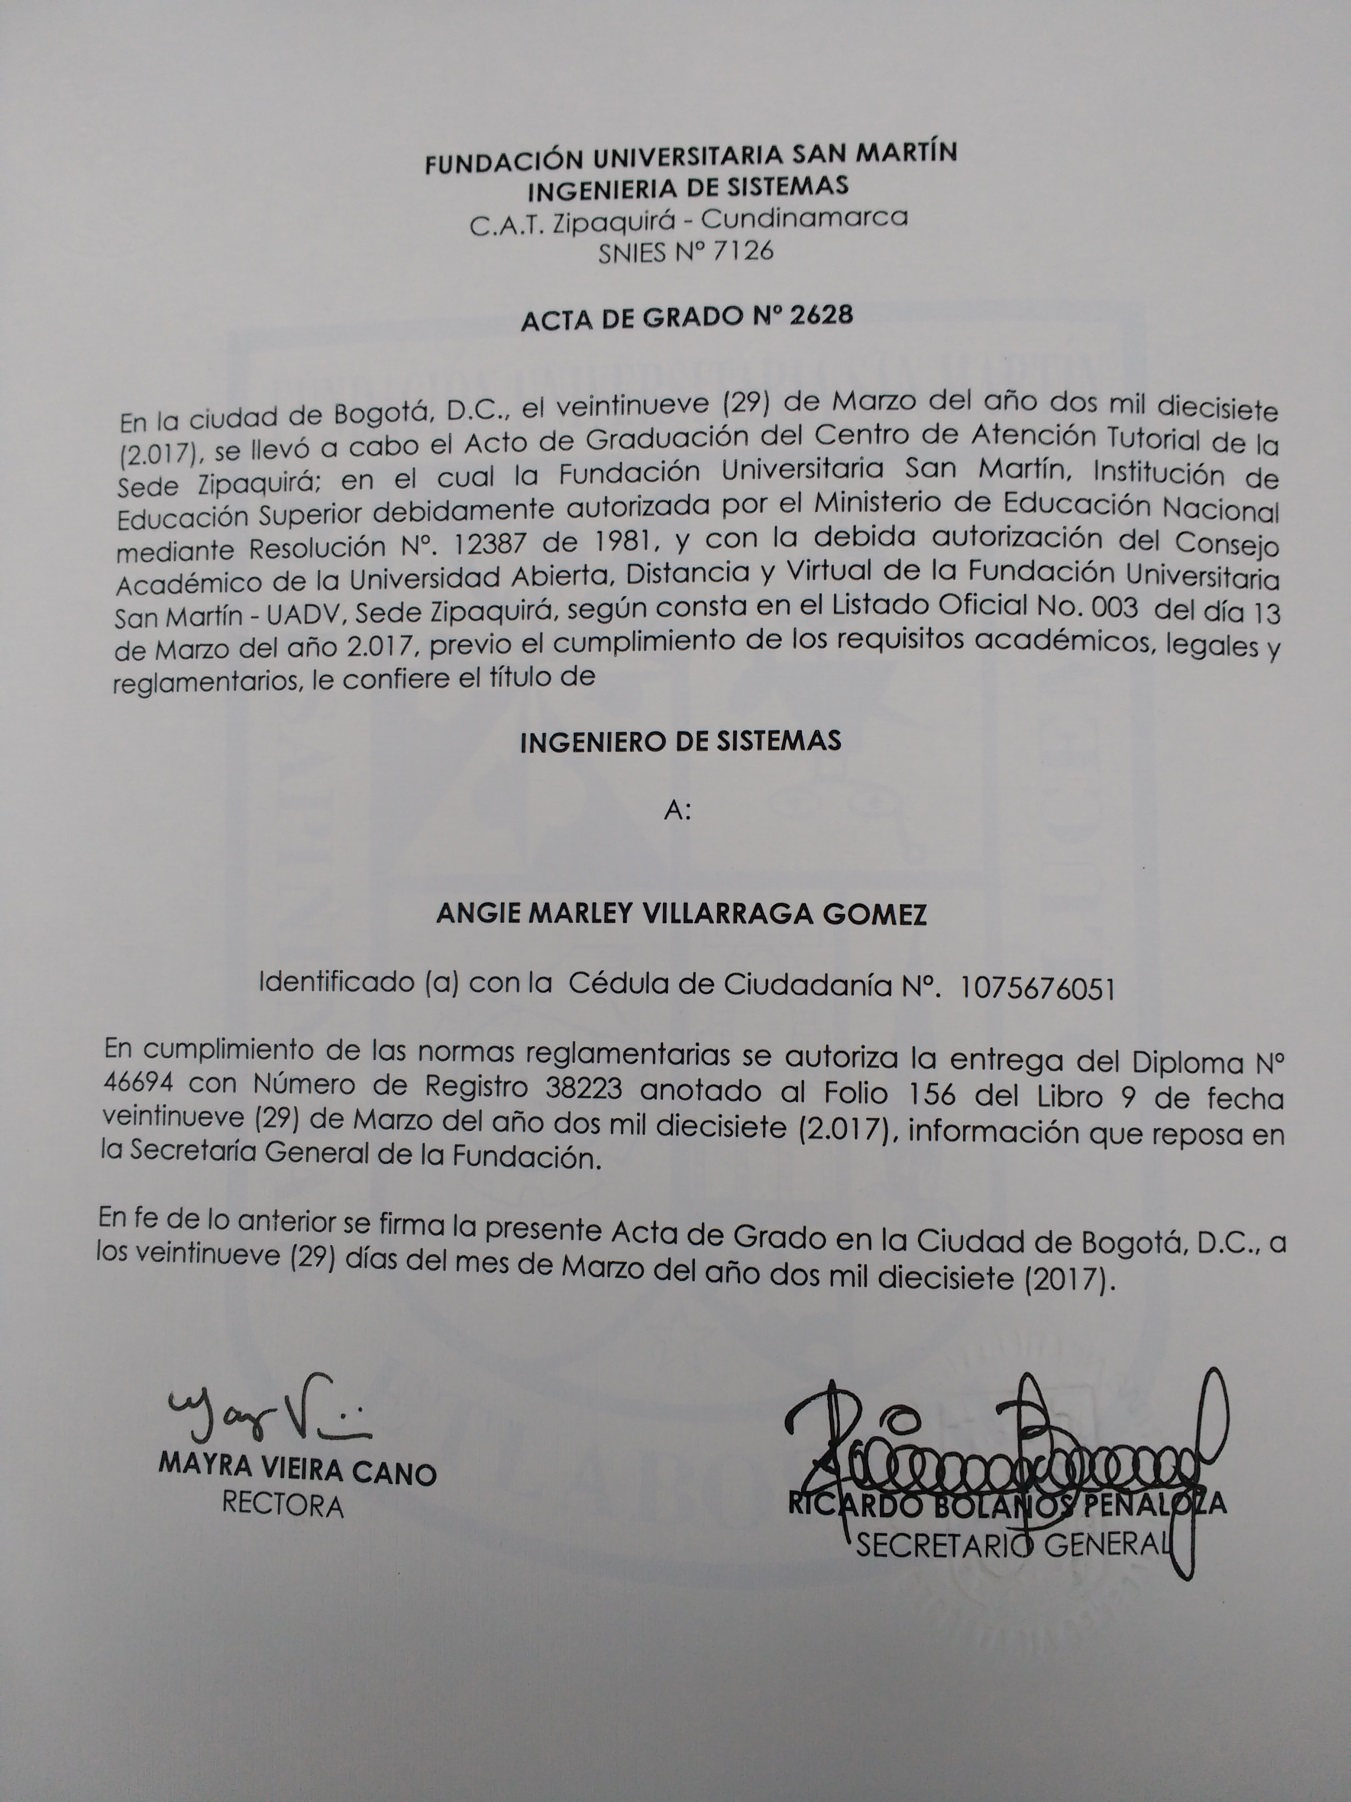 FUNDACIÓN UNIVERSITARIA SAN MARTÍN
INGENIERIA DE SISTEMAS
C.A.T. Zipaquirá - Cundinamarca
SNIES Nº 7126
ACTA DE GRADO Nº 2628
En la ciudad de Bogotá, D.C., el veintinueve (29) de Marzo del año dos mil diecisiete
(2.017), se llevó a cabo el Acto de Graduación del Centro de Atención Tutorial de la
Sede Zipaquirá; en el cual la Fundación Universitaria San Martín, Institución de
Educación Superior debidamente autorizada por el Ministerio de Educación Nacional
mediante Resolución Nº. 12387 de 1981, y con la debida autorización del Consejo
Académico de la Universidad Abierta, Distancia y Virtual de la Fundación Universitaria
San Martín - UADV, Sede Zipaquirá, según consta en el Listado Oficial No. 003 del día 13
de Marzo del año 2.017, previo el cumplimiento de los requisitos académicos, legales y
reglamentarios, le confiere el título de
INGENIERO DE SISTEMAS
A:
ANGIE MARLEY VILLARRAGA GOMEZ
Identificado (a) con la Cédula de Ciudadanía Nº. 1075676051
En cumplimiento de las normas reglamentarias se autoriza la entrega del Diploma Nº
46694 con Número de Registro 38223 anotado al Folio 156 del Libro 9 de fecha
veintinueve (29) de Marzo del año dos mil diecisiete (2.017), información que reposa en
la Secretaría General de la Fundación.
En fe de lo anterior se firma la presente Acta de Grado en la Ciudad de Bogotá, D.C., a
los veintinueve (29) días del mes de Marzo del año dos mil diecisiete (2017).
MAYRA VIEIRA CANO
RECTORA
RICARDO BOLAÑOS PEÑALOZA
SECRETARIO GENERAL